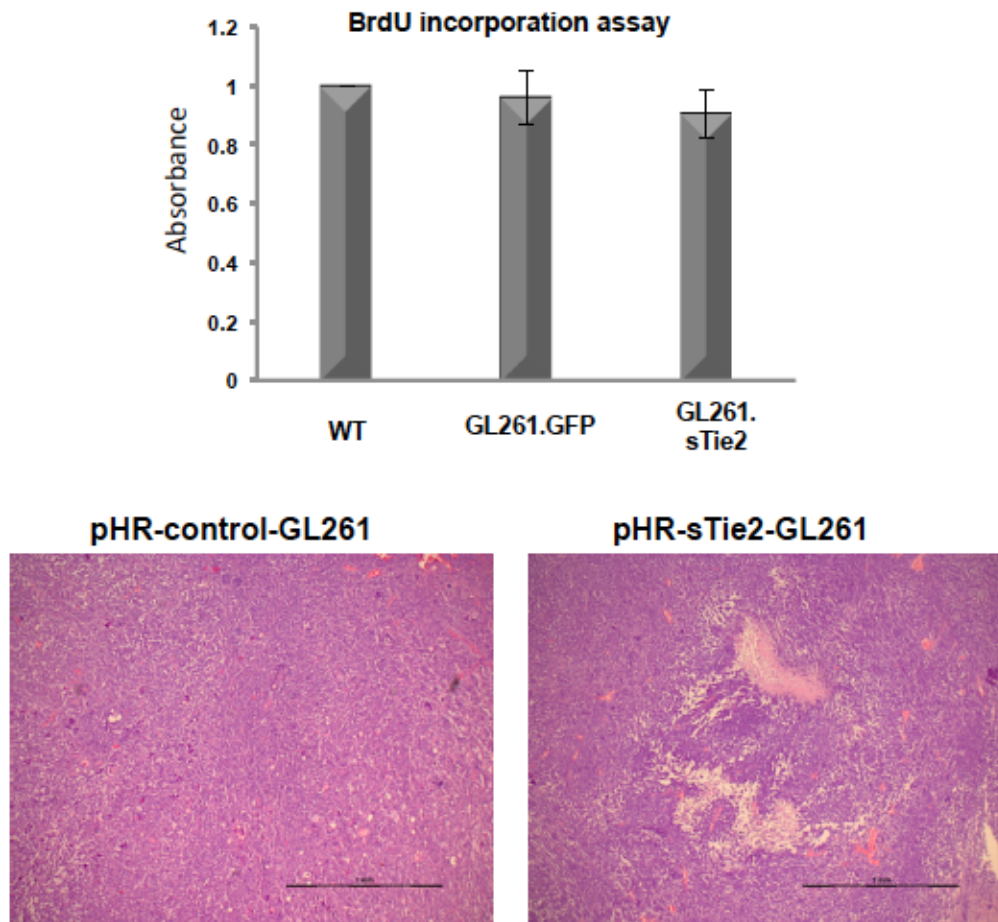 BrdU incorporation assay
1.2
1
0.8
0.6
0.4
0.2
0
Absorbance
WT
GL261.GFP
GL261.
sTie2
pHR-control-GL261
pHR-sTie2-GL261